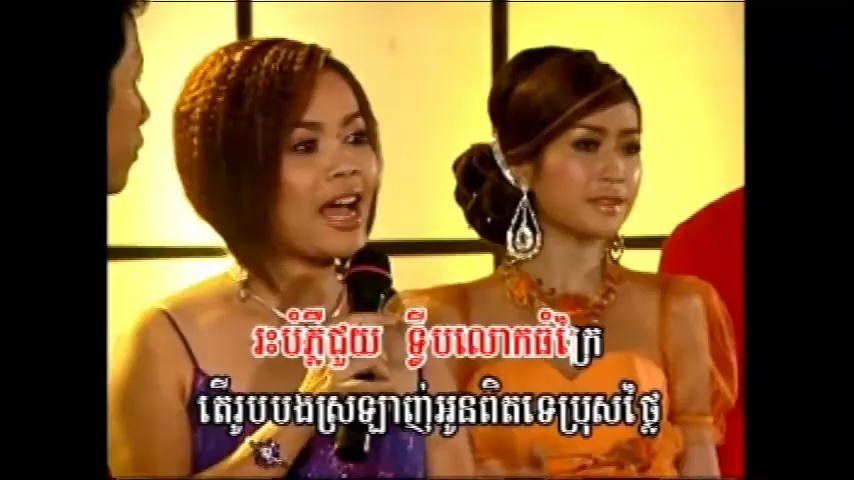 រះបំភ្លឺជួយ ទ្វីបលោកធំក្រៃ
តើរូបបងស្រឡាញ់អូនពិតទេប្រុសថ្លៃ